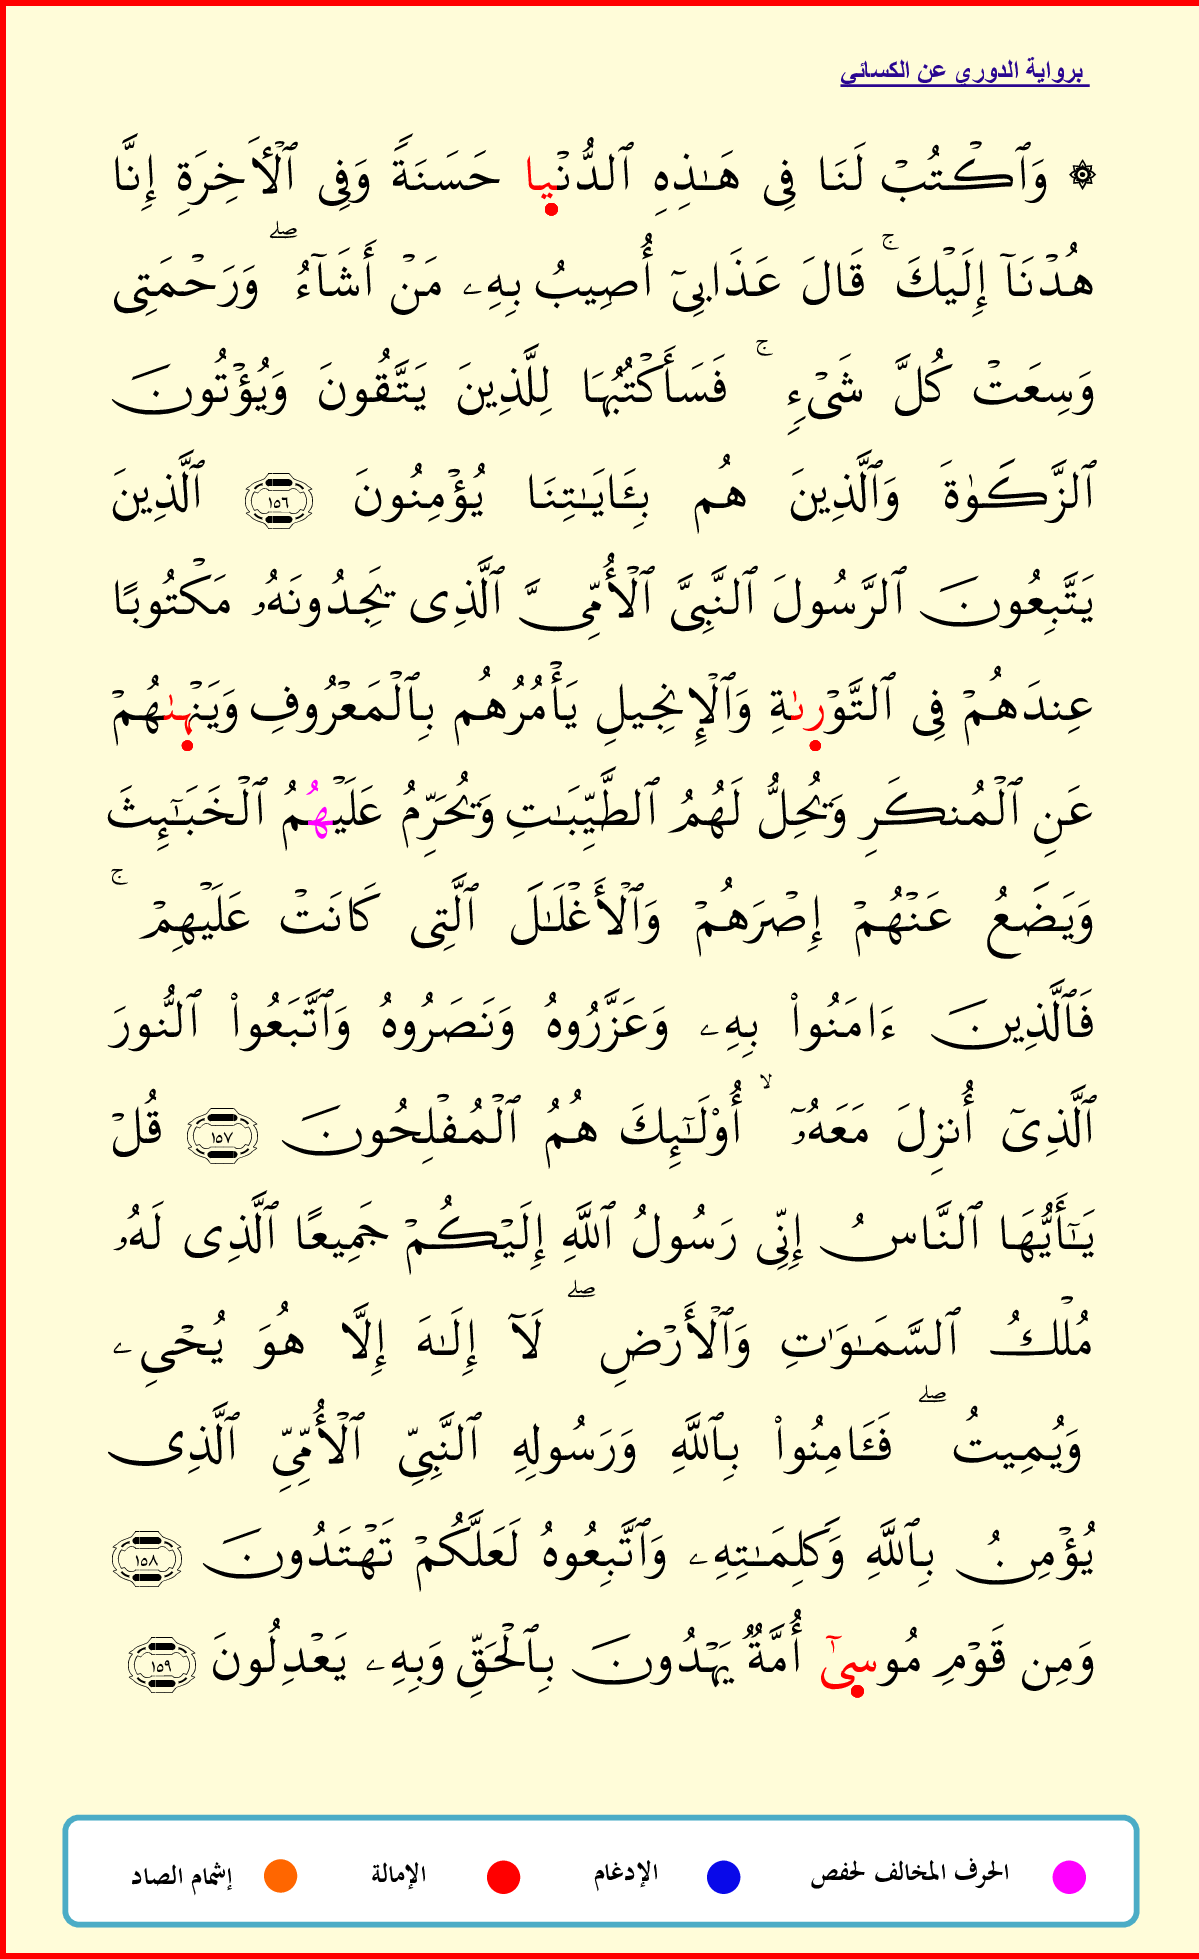 برواية الدوري عن الكسائي
۞ وَٱكۡتُبۡ لَنَا فِى هَـٰذِهِ ٱلدُّنۡيا حَسَنَةً وَفِى ٱلۡأَخِرَةِ إِنَّا
هُدۡنَآ إِلَيۡكَ ۚ قَالَ عَذَابِىٓ أُصِيبُ بِهِۦ مَنۡ أَشَآءُ ۖ وَرَحۡمَتِى
وَسِعَتۡ كُلَّ شَىۡءٍ ۚ فَسَأَكۡتُبُهَا لِلَّذِينَ يَتَّقُونَ وَيُؤۡتُونَ
ٱلزَّكَوٰةَ وَٱلَّذِينَ هُم بِـَٔايَـٰتِنَا يُؤۡمِنُونَ ١٥٦ ٱلَّذِينَ
يَتَّبِعُونَ ٱلرَّسُولَ ٱلنَّبِىَّ ٱلۡأُمِّىَّ ٱلَّذِى يَجِدُونَهُۥ مَكۡتُوبًا
عِندَهُمۡ فِى ٱلتَّوۡرىٰةِ وَٱلۡإِنجِيلِ يَأۡمُرُهُم بِٱلۡمَعۡرُوفِ وَيَنۡهىٰهُمۡ
عَنِ ٱلۡمُنكَرِ وَيُحِلُّ لَهُمُ ٱلطَّيِّبَـٰتِ وَيُحَرِّمُ عَلَيۡهُمُ ٱلۡخَبَـٰٓئِثَ
وَيَضَعُ عَنۡهُمۡ إِصۡرَهُمۡ وَٱلۡأَغۡلَـٰلَ ٱلَّتِى كَانَتۡ عَلَيۡهِمۡ ۚ
فَٱلَّذِينَ ءَامَنُوا۟ بِهِۦ وَعَزَّرُوهُ وَنَصَرُوهُ وَٱتَّبَعُوا۟ ٱلنُّورَ
ٱلَّذِىٓ أُنزِلَ مَعَهُۥٓ ۙ أُو۟لَـٰٓئِكَ هُمُ ٱلۡمُفۡلِحُونَ ١٥٧ قُلۡ
يَـٰٓأَيُّهَا ٱلنَّاسُ إِنِّى رَسُولُ ٱللَّهِ إِلَيۡكُمۡ جَمِيعًا ٱلَّذِى لَهُۥ
مُلۡكُ ٱلسَّمَـٰوَٰتِ وَٱلۡأَرۡضِ ۖ لَآ إِلَـٰهَ إِلَّا هُوَ يُحۡىِۦ
وَيُمِيتُ ۖ فَـَٔامِنُوا۟ بِٱللَّهِ وَرَسُولِهِ ٱلنَّبِىِّ ٱلۡأُمِّىِّ ٱلَّذِى
يُؤۡمِنُ بِٱللَّهِ وَكَلِمَـٰتِهِۦ وَٱتَّبِعُوهُ لَعَلَّكُمۡ تَهۡتَدُونَ ١٥٨
وَمِن قَوۡمِ مُوسىٰٓ أُمَّةٌ يَهۡدُونَ بِٱلۡحَقِّ وَبِهِۦ يَعۡدِلُونَ ١٥٩
الحرف المخالف لحفص الإدغام الإمالة إشمام الصاد